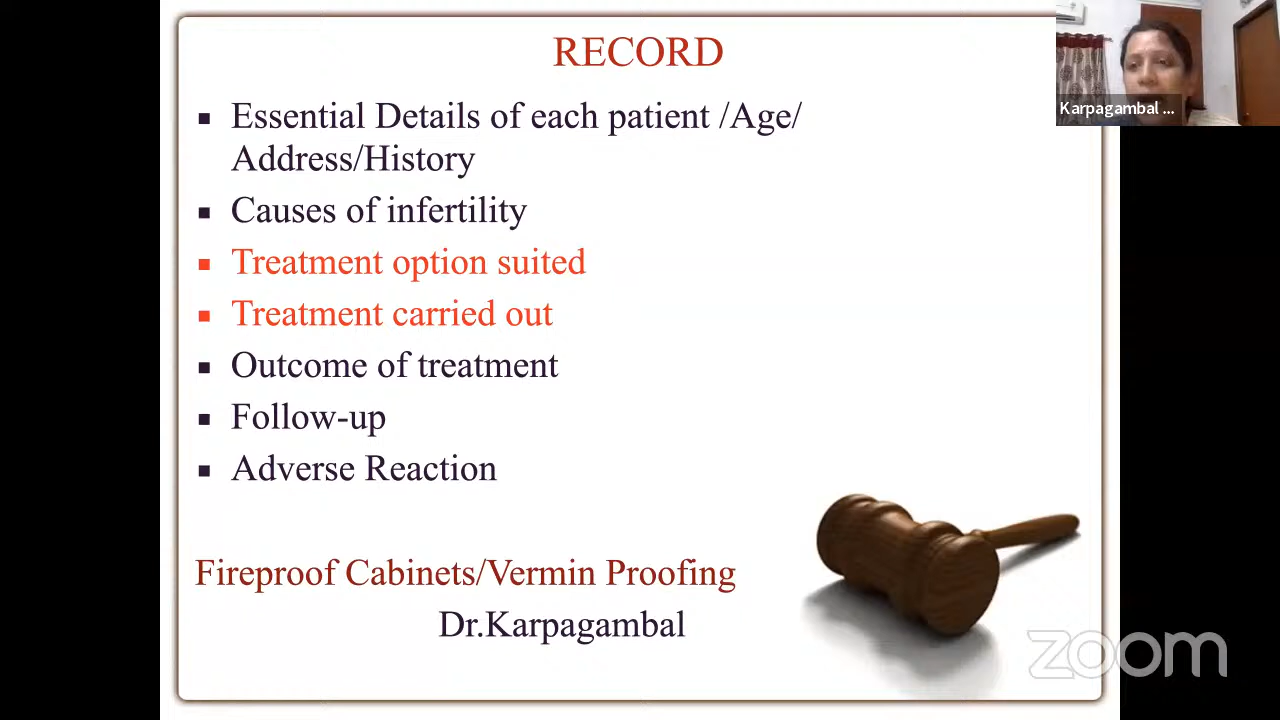 RECORD
Karpagambal ...
Essential Details of each patient /Age/
Address/History
Causes of infertility
Treatment option suited
Treatment carried out
Outcome of treatment
Follow-up
Adverse Reaction
Fireproof Cabinets/Vermin Proofing
Dr.Karpagambal
zoom